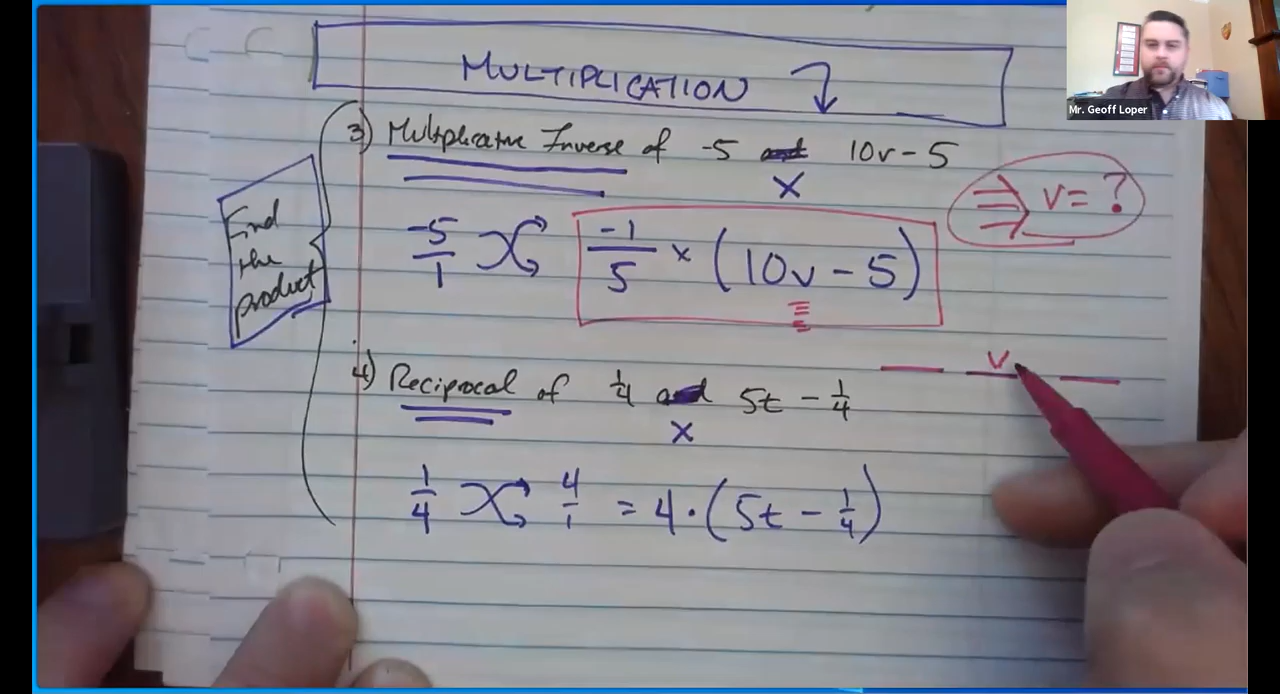 MULTIPLICATION
Mr. Geoff Loper
3) Multiplicative Inverse of -5 and 10v - 5
x
⇒ v = ?
Find
the
product
-5/1 -1/5 x (10v - 5)
v
4) Reciprocal of 1/4 and 5t - 1/4
x
1/4 4/1 = 4 · (5t - 1/4)